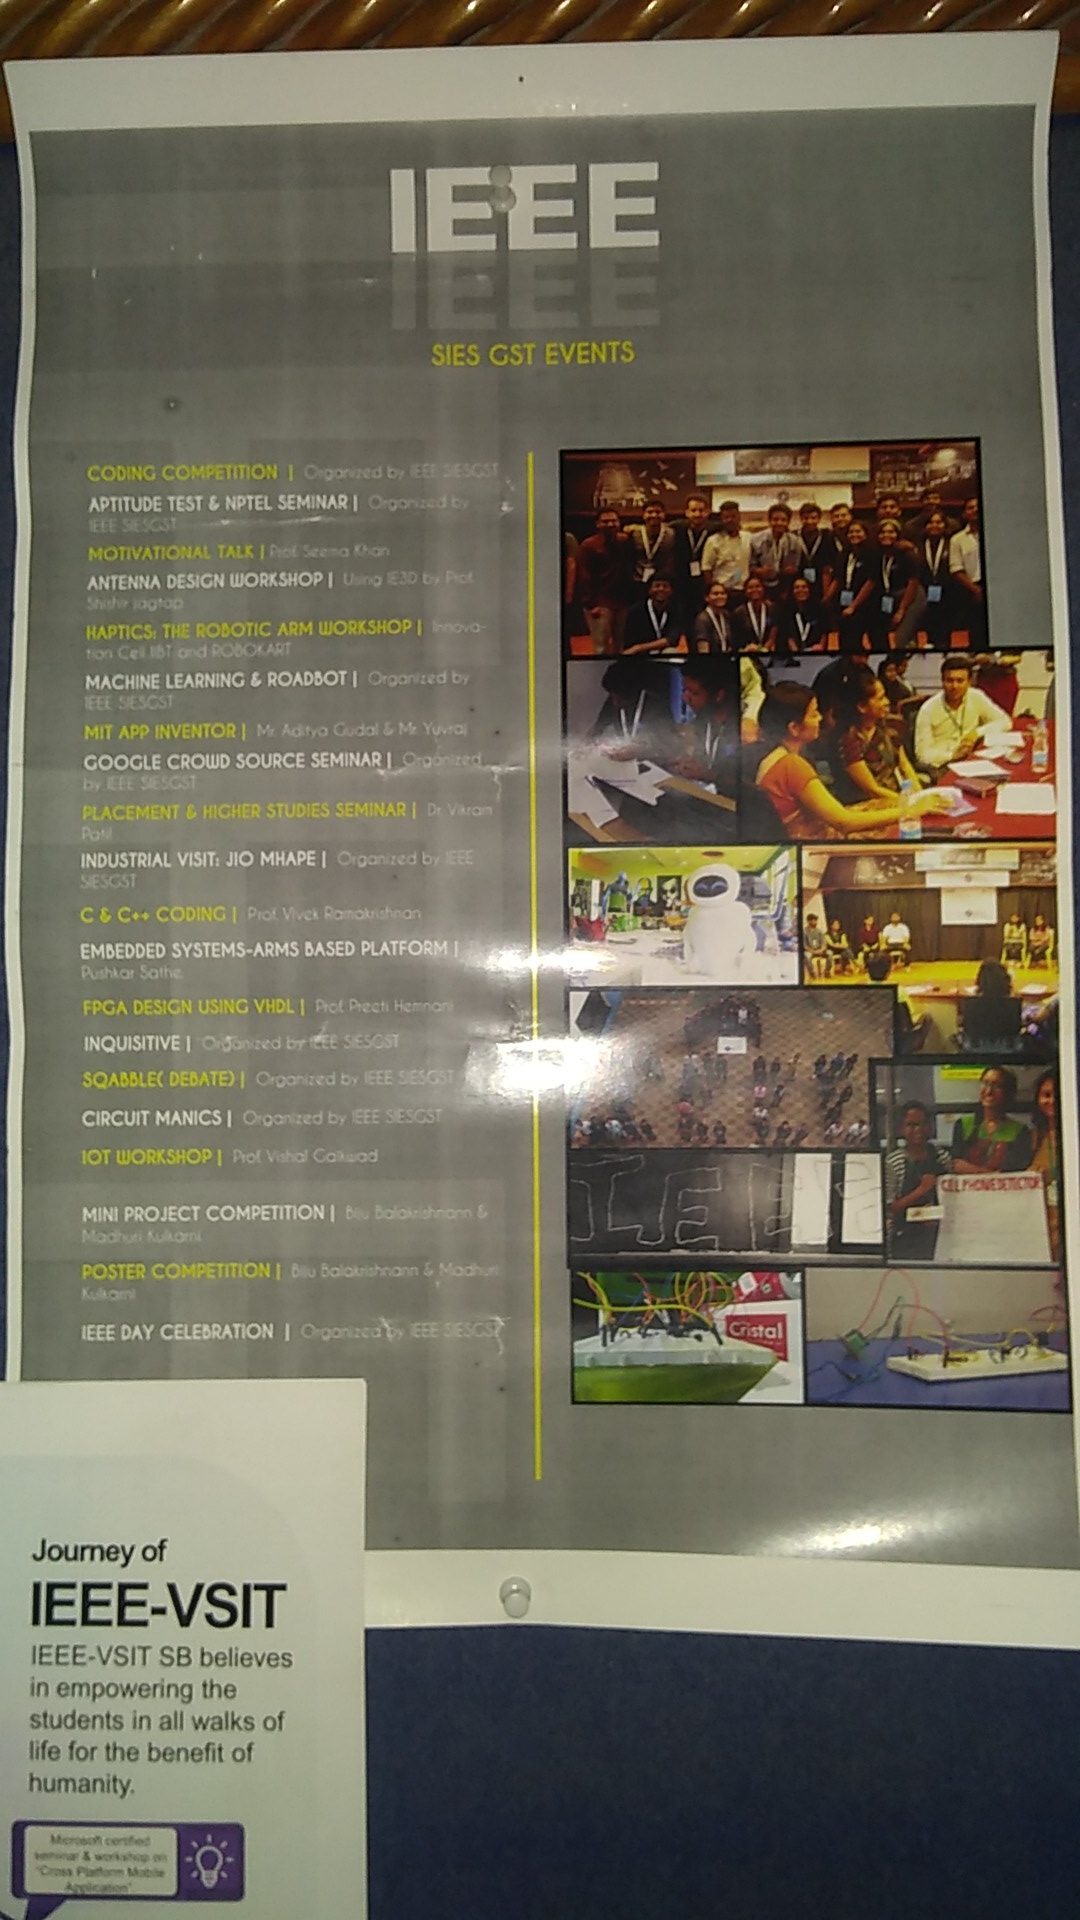 IEEE
SIES GST EVENTS
CODING COMPETITION | Organized by IEEE SIESGST
APTITUDE TEST & NPTEL SEMINAR | Organized by
IEEE SIESGST
MOTIVATIONAL TALK | Prof. Seema Khan
ANTENNA DESIGN WORKSHOP | Using IE3D by Prof.
Shishir Jagtap
HAPTICS: THE ROBOTIC ARM WORKSHOP | Innova-
tion Cell IIBT and ROBOKART
MACHINE LEARNING & ROADBOT | Organized by
IEEE SIESGST
MIT APP INVENTOR | Mr. Aditya Gudal & Mr. Yuvraj
GOOGLE CROWD SOURCE SEMINAR | Organized
by IEEE SIESGST
PLACEMENT & HIGHER STUDIES SEMINAR | Dr. Vikram
Patil
INDUSTRIAL VISIT: JIO MHAPE | Organized by IEEE
SIESGST
C & C++ CODING | Prof. Vivek Ramakrishnan
EMBEDDED SYSTEMS-ARMS BASED PLATFORM |
Pushkar Sathe
FPGA DESIGN USING VHDL | Prof. Preeti Hemnani
INQUISITIVE | Organized by IEEE SIESGST
SQABBLE( DEBATE) | Organized by IEEE SIESGST
CIRCUIT MANICS | Organized by IEEE SIESGST
IOT WORKSHOP | Prof. Vishal Gaikwad
MINI PROJECT COMPETITION | Biju Balakrishnann &
Madhuri Kulkarni
POSTER COMPETITION | Biju Balakrishnann & Madhuri
Kulkarni
IEEE DAY CELEBRATION | Organized by IEEE SIESGST
IEEE
CELLPHONE DETECTOR
Cristal
Journey of
IEEE-VSIT
IEEE-VSIT SB believes
in empowering the
students in all walks of
life for the benefit of
humanity.
Microsoft certified
seminar & workshop on
"Cross Platform Mobile
Application"